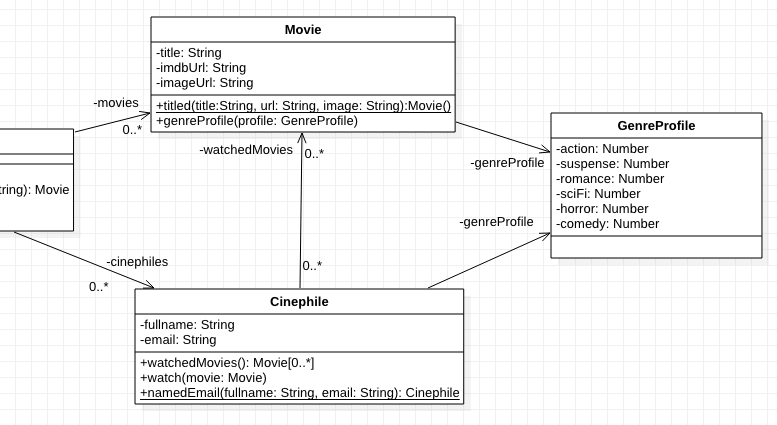 Movie
-title: String
-imdbUrl: String
-imageUrl: String
+titled(title:String, url: String, image: String):Movie()
+genreProfile(profile: GenreProfile)
-movies
0..*
-watchedMovies
0..*
GenreProfile
-action: Number
-suspense: Number
-romance: Number
-sciFi: Number
-horror: Number
-comedy: Number
-genreProfile
-genreProfile
tring): Movie
-cinephiles
0..*
0..*
Cinephile
-fullname: String
-email: String
+watchedMovies(): Movie[0..*]
+watch(movie: Movie)
+namedEmail(fullname: String, email: String): Cinephile